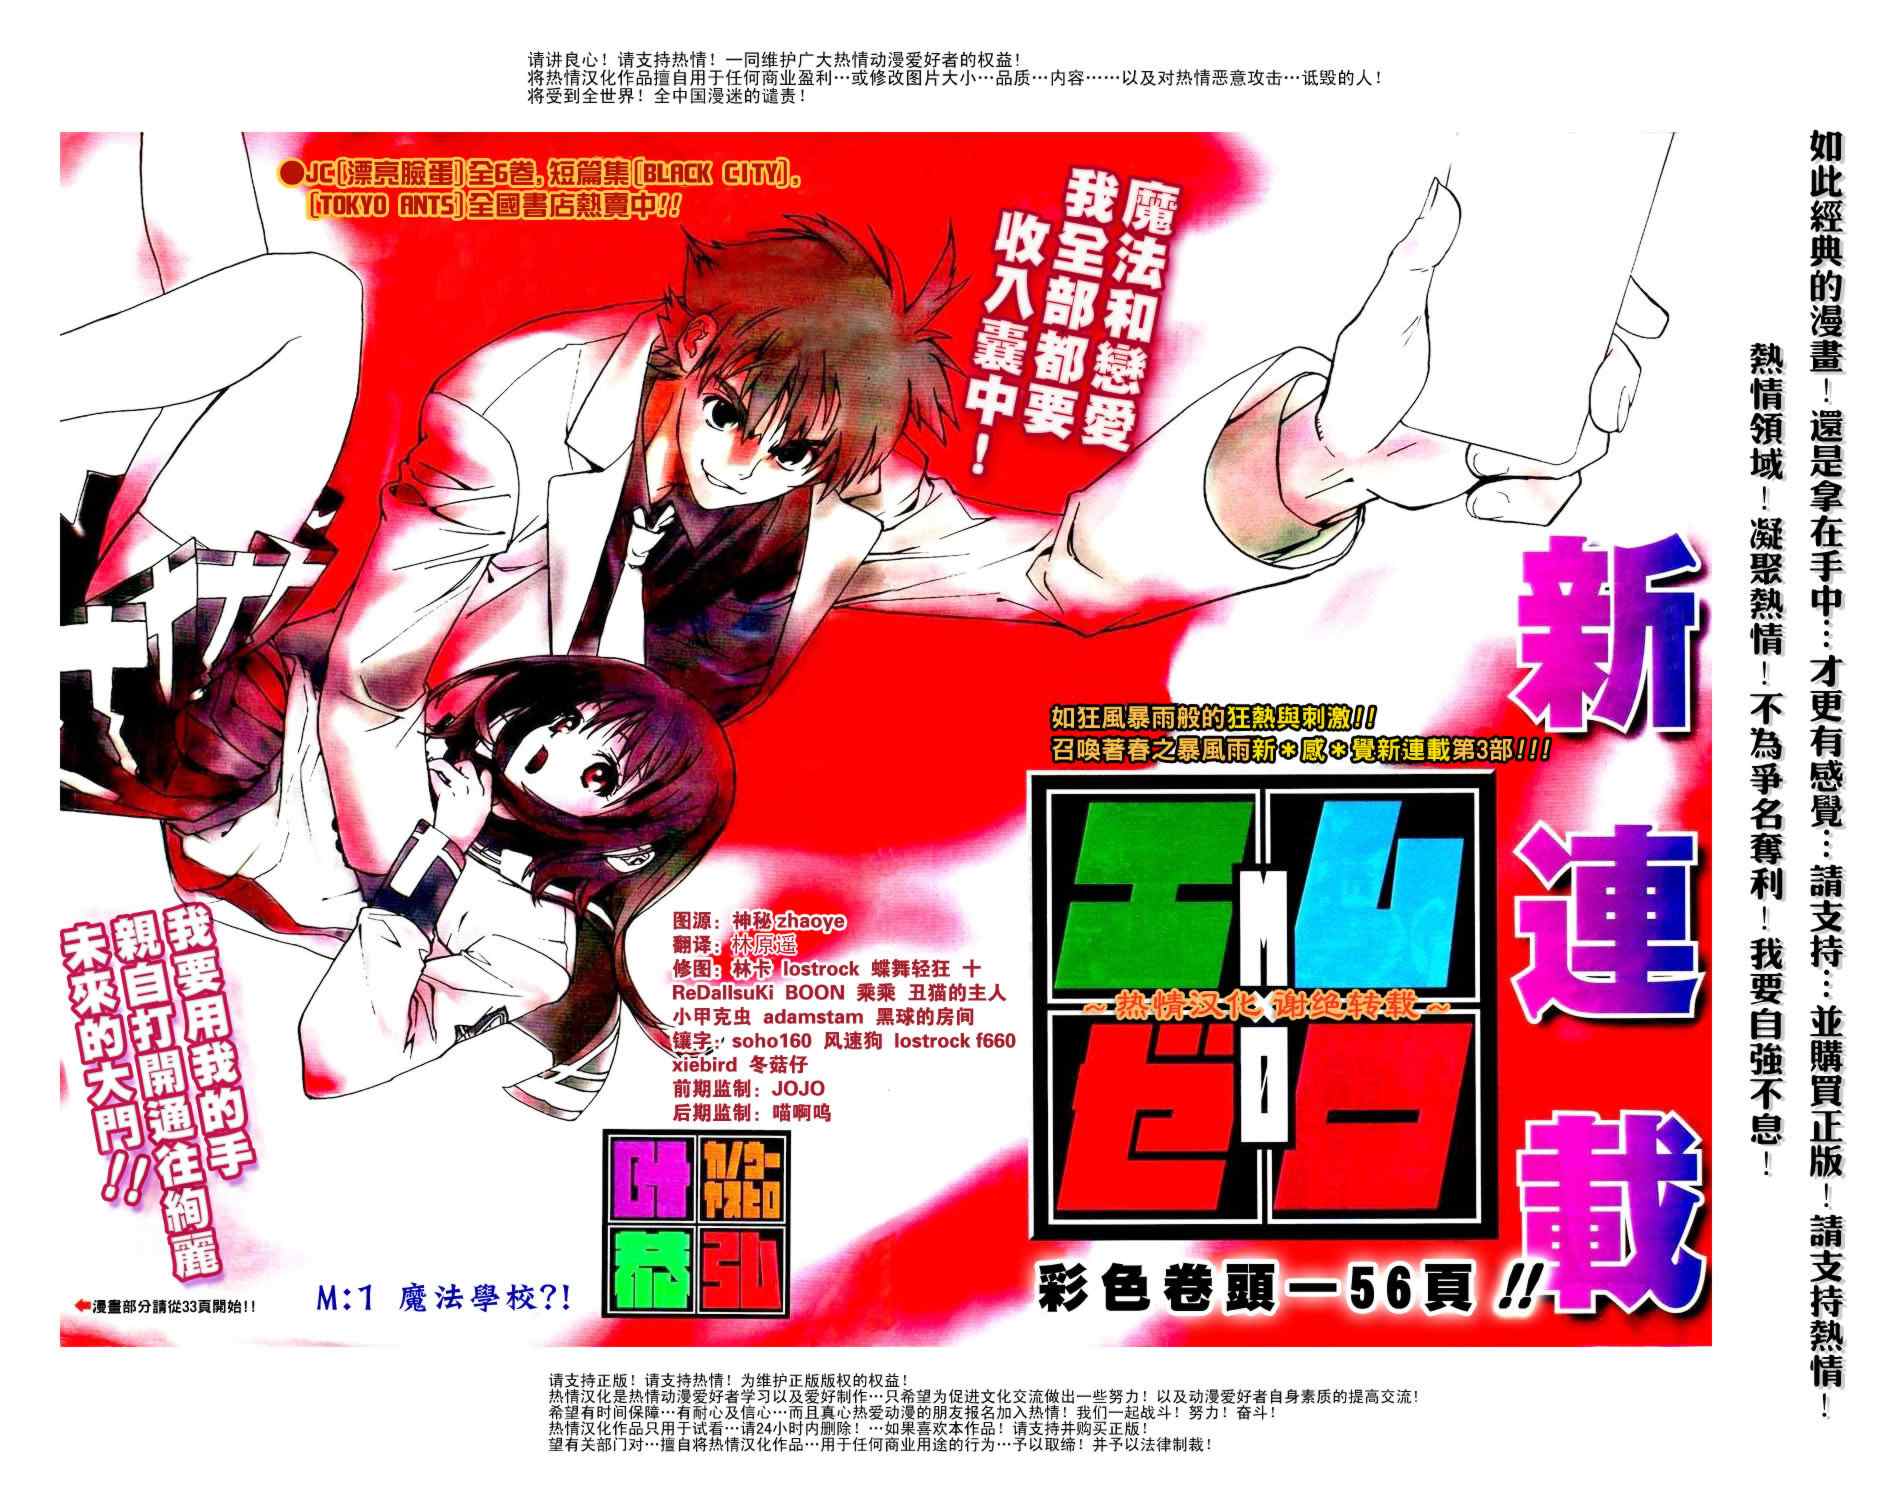 请讲良心！请支持热情！一同维护广大热情动漫爱好者的权益！
将热情汉化作品擅自用于任何商业盈利…或修改图片大小…品质…内容……以及对热情恶意攻击…诋毁的人！
将受到全世界！全中国漫迷的谴责！
如此經典的漫畫！還是拿在手中…才更有感覺…請支持…並購買正版！請支持熱情！
熱情領域！凝聚熱情！不為爭名奪利！我要自強不息！
●JC[漂亮臉蛋]全6卷,短篇集[BLACK CITY],
[TOKYO ANTS]全國書店熱賣中!!
魔法和戀愛
我全部都要
收入囊中！
新連載
如狂風暴雨般的狂熱與刺激!!
召喚著春之暴風雨新＊感＊覺新連載第3部!!!
エム
ゼロ
M×0
～热情汉化 谢绝转载～
彩色卷頭－56頁!!
图源：神秘zhaoye
翻译：林原遥
修图：林卡 lostrock 蝶舞轻狂 十
ReDallsuKi BOON 乘乘 丑猫的主人
小甲克虫 adamstam 黑球的房间
镶字：soho160 风速狗 lostrock f660
xiebird 冬菇仔
前期监制：JOJO
后期监制：喵啊呜
叶
カノウー
ヤスヒロ
恭弘
我要用我的手
親自打開通往絢麗
未來的大門!!
M:1 魔法學校?!
←漫畫部分請從33頁開始!!
请支持正版！请支持热情！为维护正版版权的权益！
热情汉化是热情动漫爱好者学习以及爱好制作…只希望为促进文化交流做出一些努力！以及动漫爱好者自身素质的提高交流！
希望有时间保障…有耐心及信心…而且真心热爱动漫的朋友报名加入热情！我们一起战斗！努力！奋斗！
热情汉化作品只用于试看…请24小时内删除！…如果喜欢本作品！请支持并购买正版！
望有关部门对…擅自将热情汉化作品…用于任何商业用途的行为…予以取缔！并予以法律制裁！